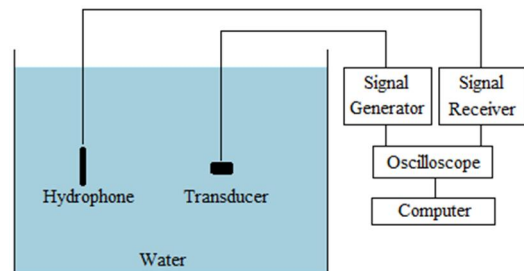 Signal
Generator
Signal
Receiver
Oscilloscope
Computer
Hydrophone
Transducer
Water